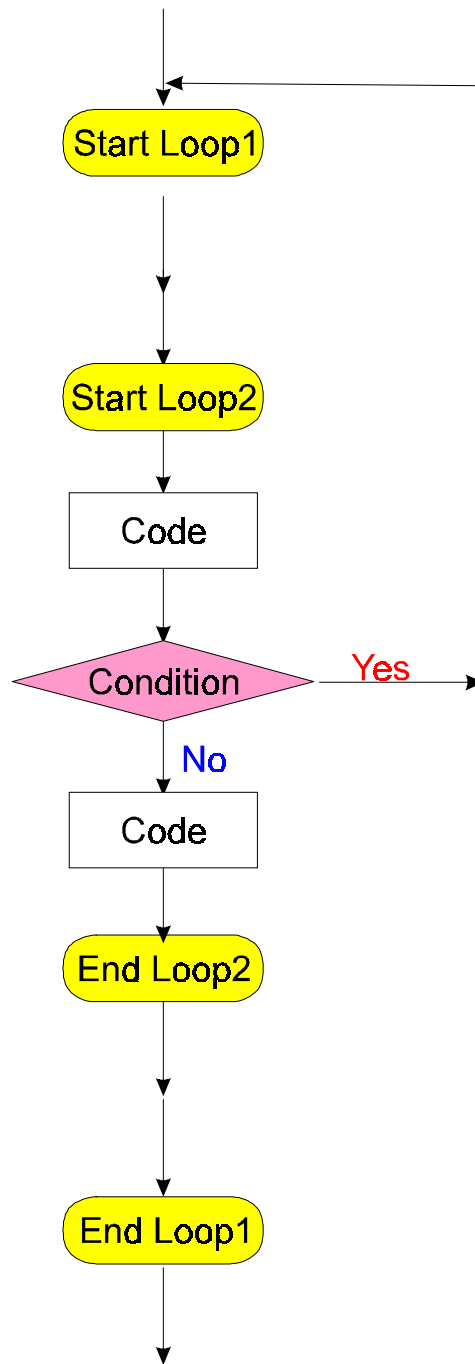 Start Loop1
Start Loop2
Code
Condition
Yes
No
Code
End Loop2
End Loop1